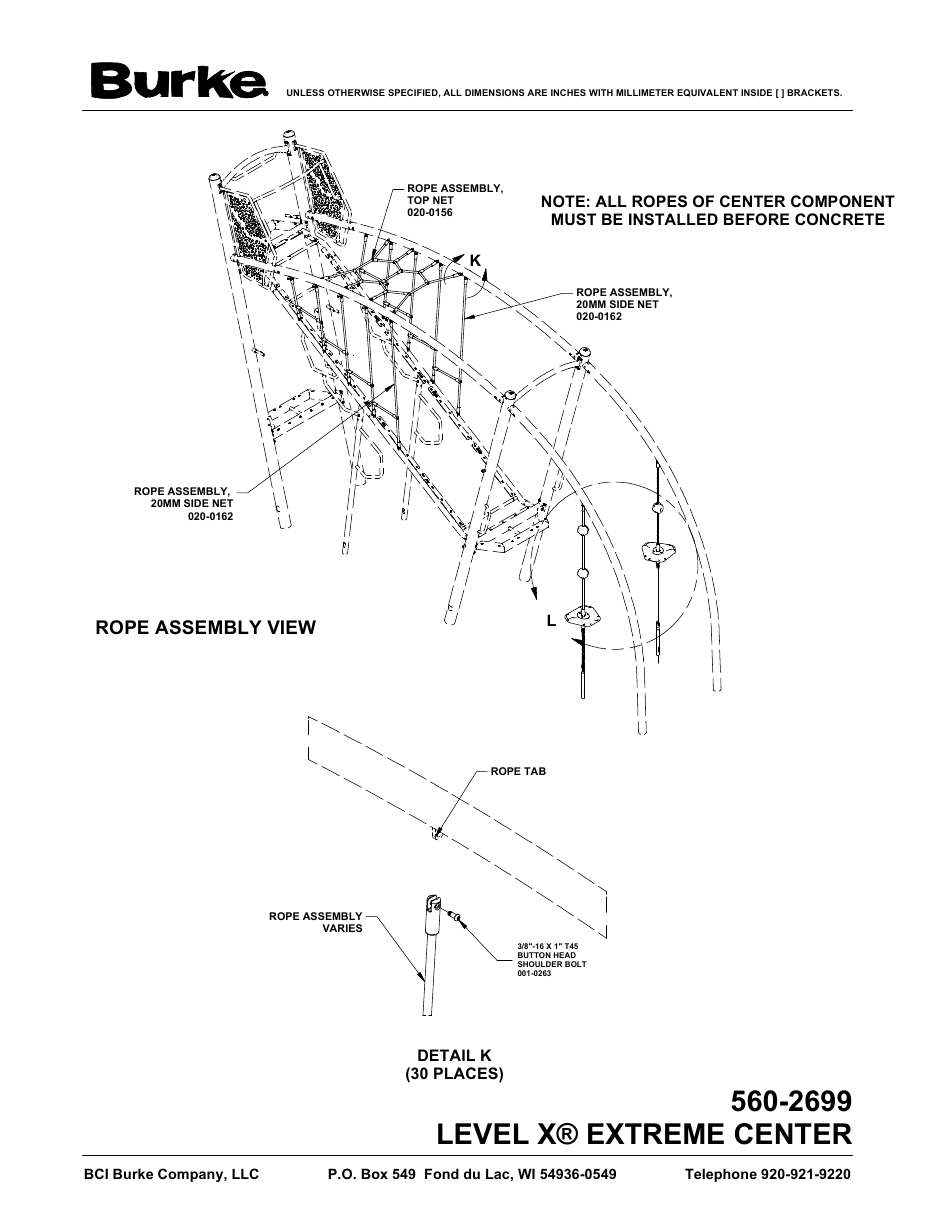 Burke
UNLESS OTHERWISE SPECIFIED, ALL DIMENSIONS ARE INCHES WITH MILLIMETER EQUIVALENT INSIDE [ ] BRACKETS.
ROPE ASSEMBLY,
TOP NET
020-0156
NOTE: ALL ROPES OF CENTER COMPONENT
MUST BE INSTALLED BEFORE CONCRETE
K
ROPE ASSEMBLY,
20MM SIDE NET
020-0162
ROPE ASSEMBLY,
20MM SIDE NET
020-0162
L
ROPE ASSEMBLY VIEW
ROPE TAB
ROPE ASSEMBLY
VARIES
3/8"-16 X 1" T45
BUTTON HEAD
SHOULDER BOLT
001-0263
DETAIL K
(30 PLACES)
560-2699
LEVEL X® EXTREME CENTER
BCI Burke Company, LLC P.O. Box 549 Fond du Lac, WI 54936-0549 Telephone 920-921-9220